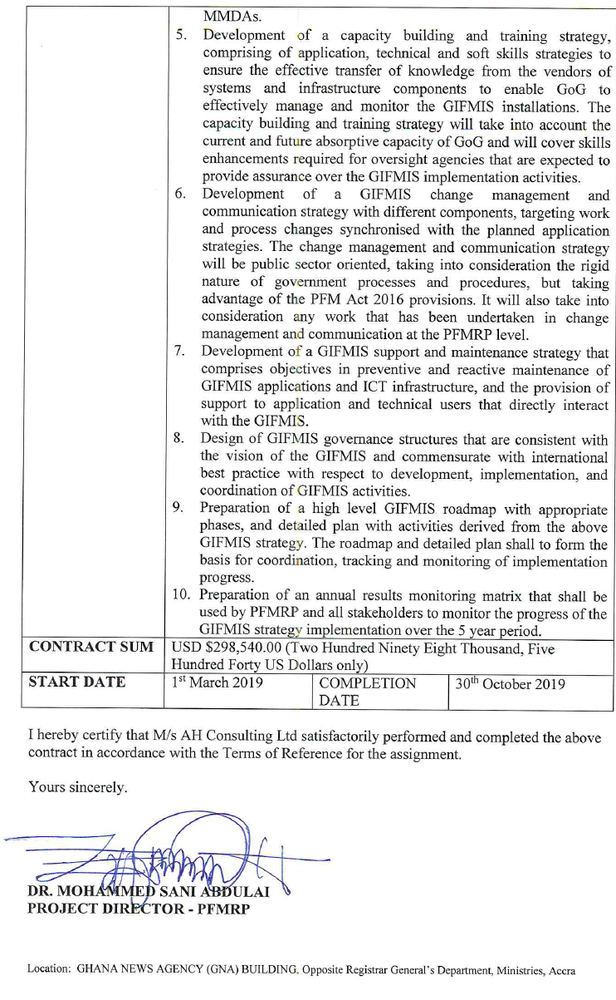 MMDAs.
5. Development of a capacity building and training strategy,
comprising of application, technical and soft skills strategies to
ensure the effective transfer of knowledge from the vendors of
systems and infrastructure components to enable GoG to
effectively manage and monitor the GIFMIS installations. The
capacity building and training strategy will take into account the
current and future absorptive capacity of GoG and will cover skills
enhancements required for oversight agencies that are expected to
provide assurance over the GIFMIS implementation activities.
6. Development of a GIFMIS change management and
communication strategy with different components, targeting work
and process changes synchronised with the planned application
strategies. The change management and communication strategy
will be public sector oriented, taking into consideration the rigid
nature of government processes and procedures, but taking
advantage of the PFM Act 2016 provisions. It will also take into
consideration any work that has been undertaken in change
management and communication at the PFMRP level.
7. Development of a GIFMIS support and maintenance strategy that
comprises objectives in preventive and reactive maintenance of
GIFMIS applications and ICT infrastructure, and the provision of
support to application and technical users that directly interact
with the GIFMIS.
8. Design of GIFMIS governance structures that are consistent with
the vision of the GIFMIS and commensurate with international
best practice with respect to development, implementation, and
coordination of GIFMIS activities.
9. Preparation of a high level GIFMIS roadmap with appropriate
phases, and detailed plan with activities derived from the above
GIFMIS strategy. The roadmap and detailed plan shall to form the
basis for coordination, tracking and monitoring of implementation
progress.
10. Preparation of an annual results monitoring matrix that shall be
used by PFMRP and all stakeholders to monitor the progress of the
GIFMIS strategy implementation over the 5 year period.
CONTRACT SUM USD $298,540.00 (Two Hundred Ninety Eight Thousand, Five
Hundred Forty US Dollars only)
START DATE 1st March 2019 COMPLETION 30th October 2019
DATE
I hereby certify that M/s AH Consulting Ltd satisfactorily performed and completed the above
contract in accordance with the Terms of Reference for the assignment.
Yours sincerely.
DR. MOHAMMED SANI ABDULAI
PROJECT DIRECTOR - PFMRP
Location: GHANA NEWS AGENCY (GNA) BUILDING, Opposite Registrar General's Department, Ministries, Accra